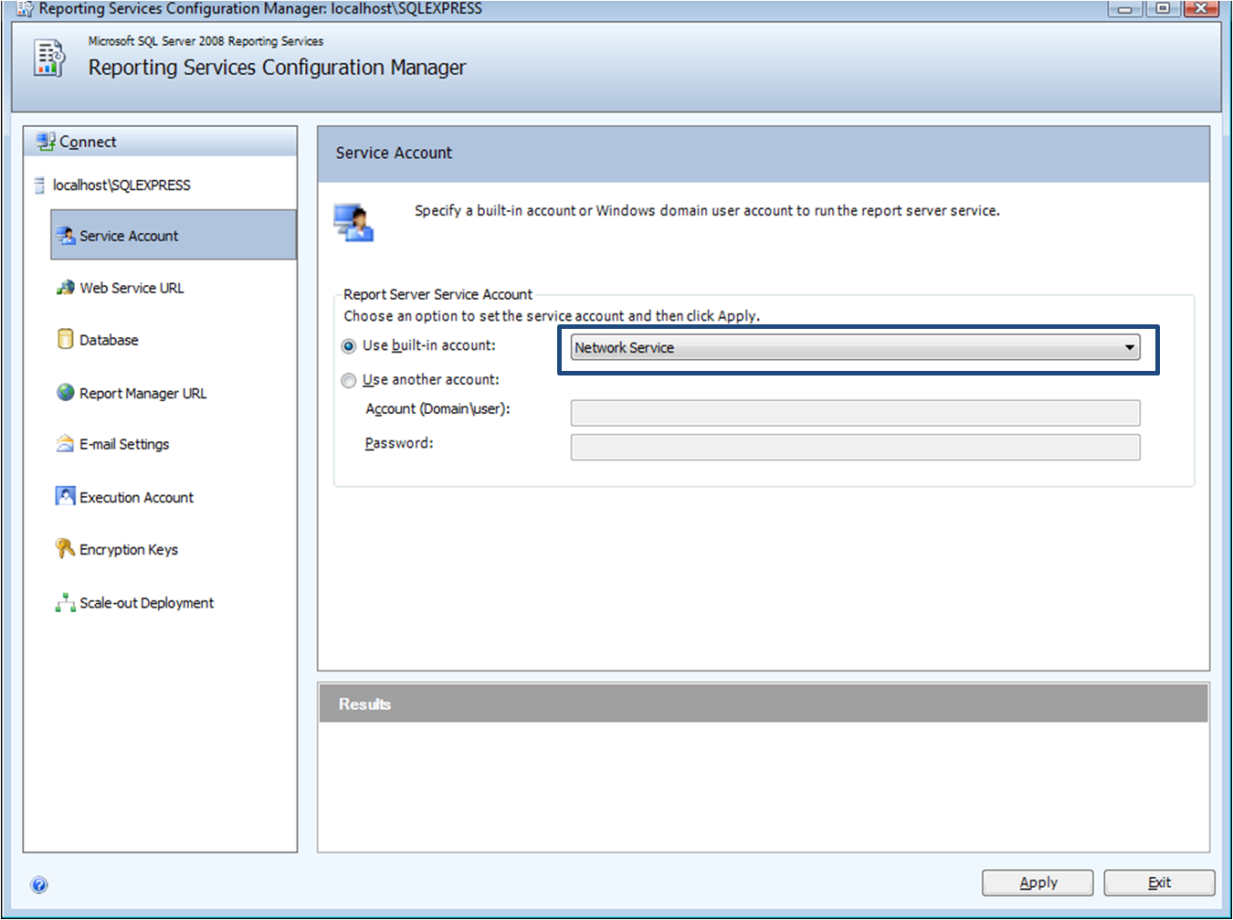 Reporting Services Configuration Manager: localhost\SQLEXPRESS
Microsoft SQL Server 2008 Reporting Services
Reporting Services Configuration Manager
Connect
localhost\SQLEXPRESS
Service Account
Web Service URL
Database
Report Manager URL
E-mail Settings
Execution Account
Encryption Keys
Scale-out Deployment
Service Account
Specify a built-in account or Windows domain user account to run the report server service.
Report Server Service Account
Choose an option to set the service account and then click Apply.
Use built-in account:
Network Service
Use another account:
Account (Domain\user):
Password:
Results
Apply
Exit